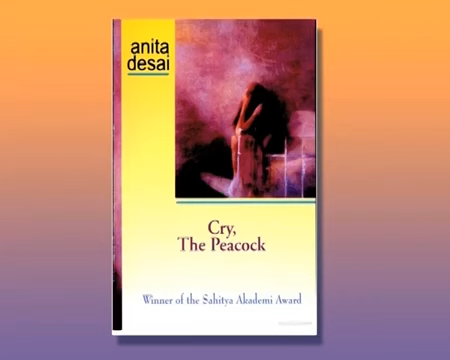 anita
desai
Cry,
The Peacock
Winner of the Sahitya Akademi Award